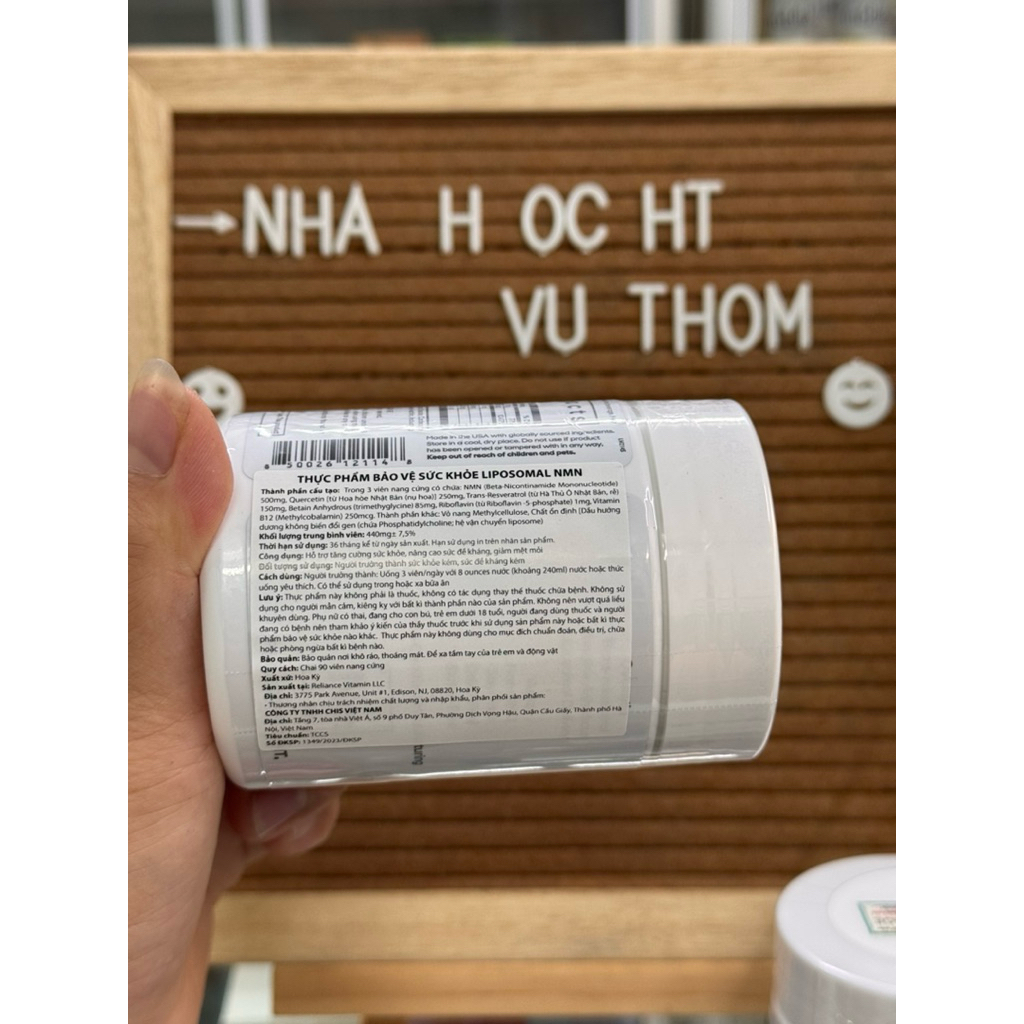 NHA H OC HT
VU THOM
Made in the USA with globally sourced ingredients.
Store in a cool, dry place. Do not use if product
has been opened or tampered with in any way.
Keep out of reach of children and pets.
8 50026 12114 8
THỰC PHẨM BẢO VỆ SỨC KHỎE LIPOSOMAL NMN
Thành phần cấu tạo: Trong 3 viên nang cứng có chứa: NMN (Beta-Nicontinamide Mononucleotide)
500mg, Quercetin [từ Hoa hòe Nhật Bản (nụ hoa)] 250mg, Trans-Resveratrol (từ Hà Thủ Ô Nhật Bản, rễ)
150mg, Betain Anhydrous (trimethyglycine) 85mg, Riboflavin (từ Riboflavin -5-phosphate) 1mg, Vitamin
B12 (Methylcobalamin) 250mcg. Thành phần khác: Vỏ nang Methylcellulose, Chất ổn định [Dầu hướng
dương không biến đổi gen (chứa Phosphatidylcholine; hệ vận chuyển liposome)
Khối lượng trung bình viên: 440mg± 7,5%
Thời hạn sử dụng: 36 tháng kể từ ngày sản xuất. Hạn sử dụng in trên nhãn sản phẩm.
Công dụng: Hỗ trợ tăng cường sức khỏe, nâng cao sức đề kháng, giảm mệt mỏi
Đối tượng sử dụng: Người trưởng thành sức khỏe kém, sức đề kháng kém
Cách dùng: Người trưởng thành: Uống 3 viên/ngày với 8 ounces nước (khoảng 240ml) nước hoặc thức
uống yêu thích. Có thể sử dụng trong hoặc xa bữa ăn
Lưu ý: Thực phẩm này không phải là thuốc, không có tác dụng thay thế thuốc chữa bệnh. Không sử
dụng cho người mẫn cảm, kiêng kỵ với bất kì thành phần nào của sản phẩm. Không nên vượt quá liều
khuyên dùng. Phụ nữ có thai, đang cho con bú, trẻ em dưới 18 tuổi, người đang dùng thuốc và người
đang có bệnh nên tham khảo ý kiến của thầy thuốc trước khi sử dụng sản phẩm này hoặc bất kì thực
phẩm bảo vệ sức khỏe nào khác. Thực phẩm này không dùng cho mục đích chuẩn đoán, điều trị, chữa
hoặc phòng ngừa bất kì bệnh nào.
Bảo quản: Bảo quản nơi khô ráo, thoáng mát. Để xa tầm tay của trẻ em và động vật
Quy cách: Chai 90 viên nang cứng
Xuất xứ: Hoa Kỳ
Sản xuất tại: Reliance Vitamin LLC
Địa chỉ: 3775 Park Avenue, Unit #1, Edison, NJ, 08820, Hoa Kỳ
- Thương nhân chịu trách nhiệm chất lượng và nhập khẩu, phân phối sản phẩm:
CÔNG TY TNHH CHIS VIỆT NAM
Địa chỉ: Tầng 7, tòa nhà Việt Á, số 9 phố Duy Tân, Phường Dịch Vọng Hậu, Quận Cầu Giấy, Thành phố Hà
Nội, Việt Nam
Tiêu chuẩn: TCCS
Số ĐKSP: 1349/2023/ĐKSP